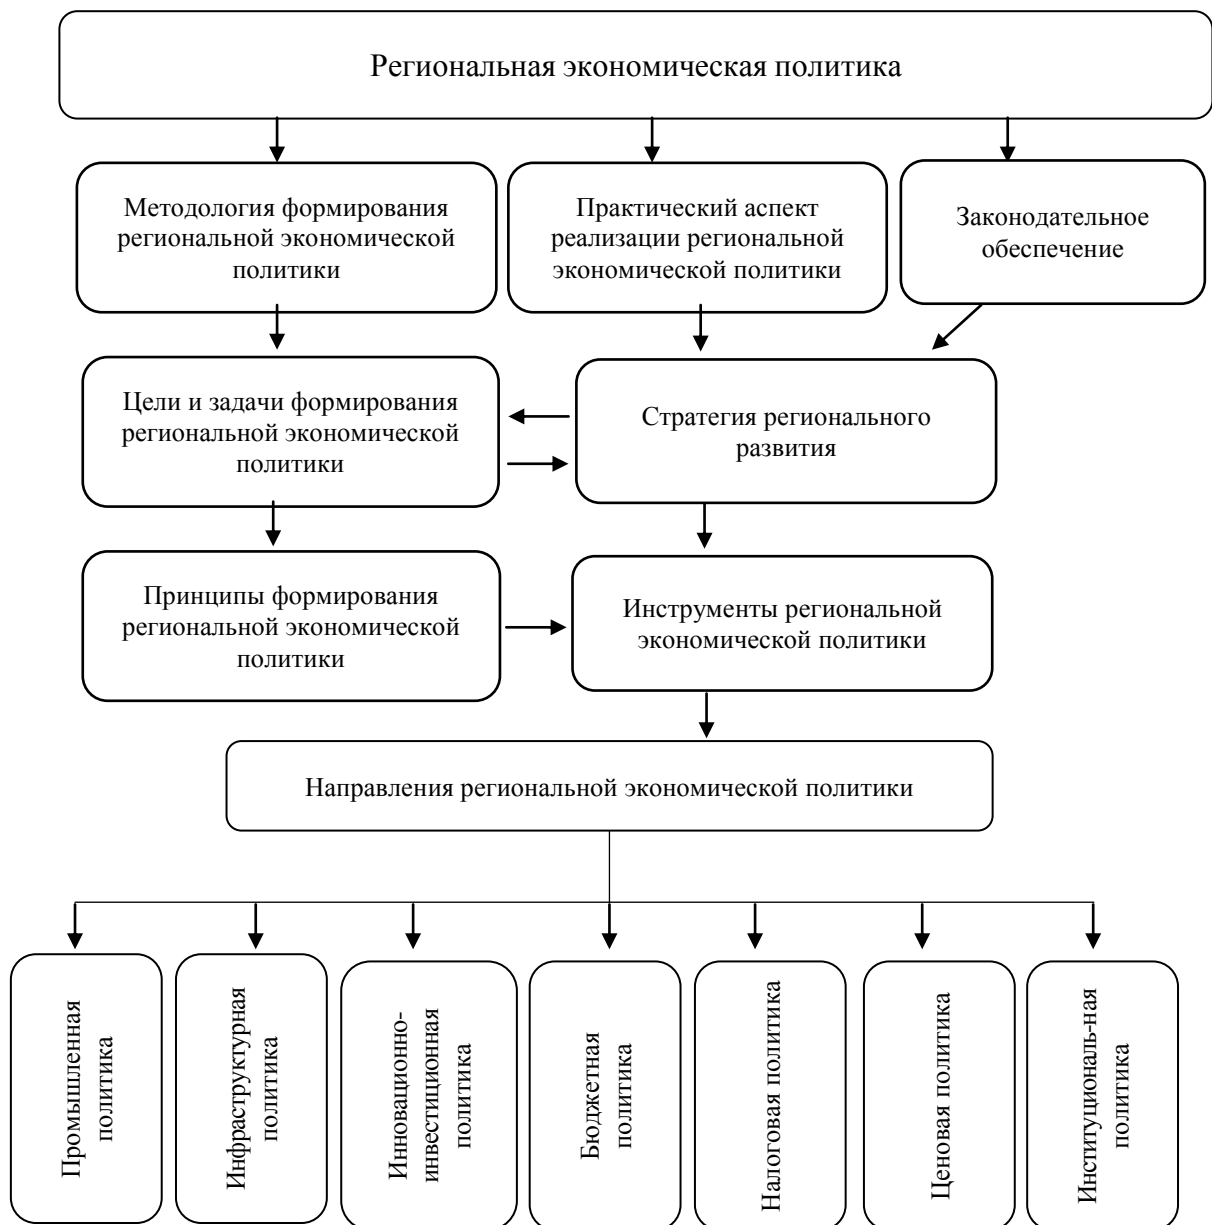 Региональная экономическая политика
Методология формирования
региональной экономической
политики
Практический аспект
реализации региональной
экономической политики
Законодательное
обеспечение
Цели и задачи формирования
региональной экономической
политики
Стратегия регионального
развития
Принципы формирования
региональной экономической
политики
Инструменты региональной
экономической политики
Направления региональной экономической политики
Промышленная
политика
Инфраструктурная
политика
Инновационно-
инвестиционная
политика
Бюджетная
политика
Налоговая политика
Ценовая политика
Институциональ-ная
политика